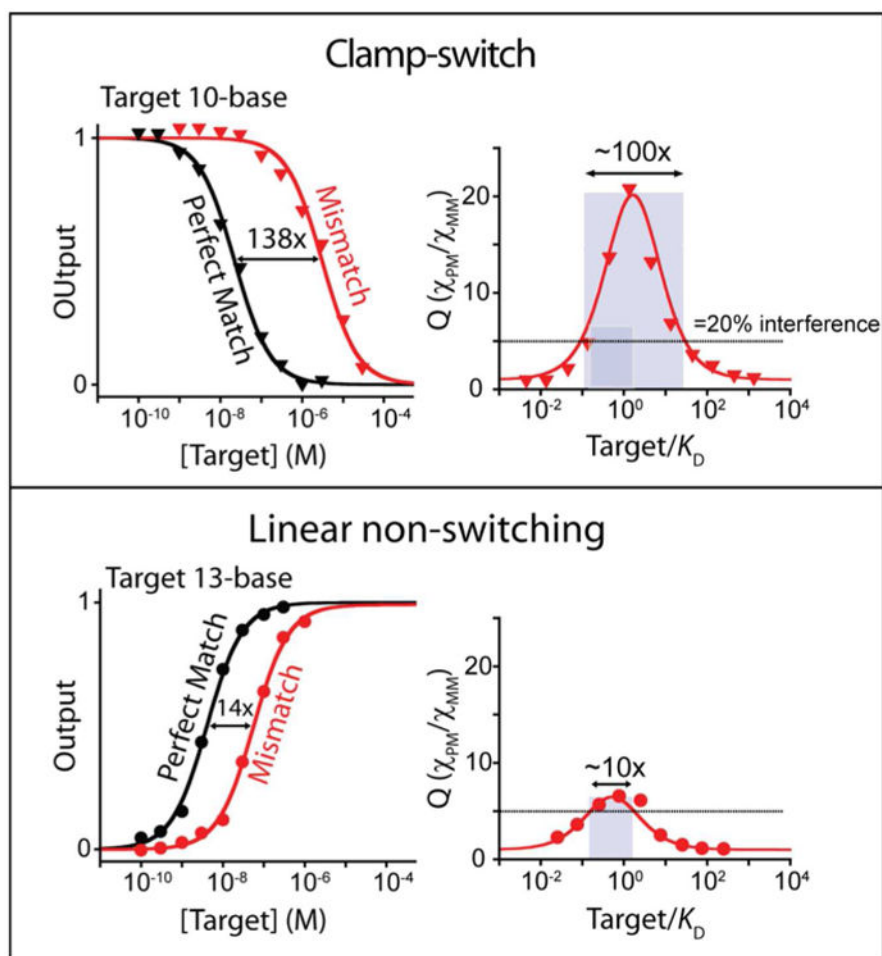 Clamp-switch
Target 10-base
1
OUtput
0
Perfect Match
138x
Mismatch
10⁻¹⁰ 10⁻⁸ 10⁻⁶ 10⁻⁴
[Target] (M)
~100x
Q (χPM/χMM)
20
10
0
=20% interference
10⁻² 10⁰ 10² 10⁴
Target/KD
Linear non-switching
Target 13-base
1
Output
0
Perfect Match
14x
Mismatch
10⁻¹⁰ 10⁻⁸ 10⁻⁶ 10⁻⁴
[Target] (M)
Q (χPM/χMM)
20
10
0
~10x
10⁻² 10⁰ 10² 10⁴
Target/KD